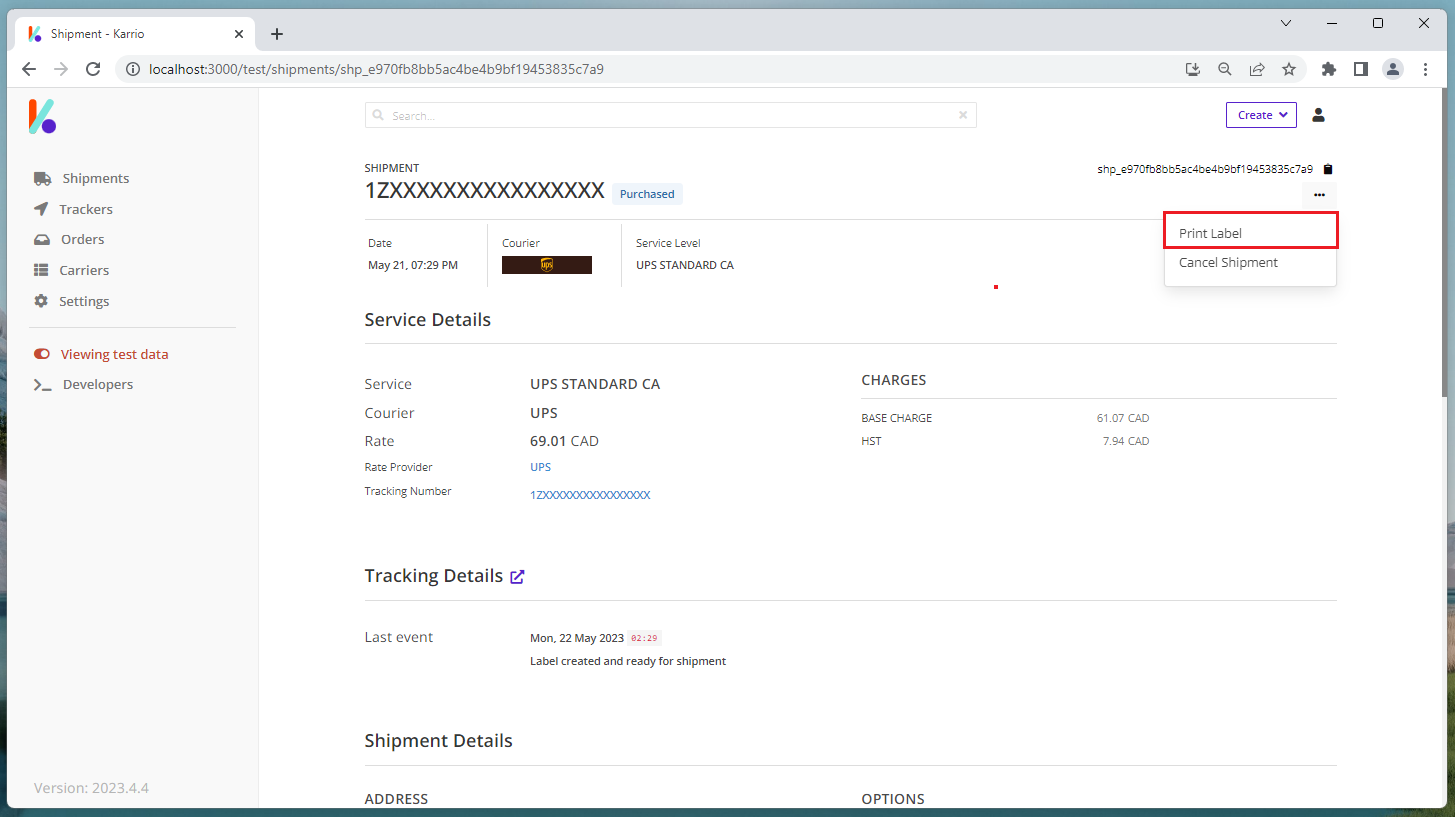 Shipment - Karrio
localhost:3000/test/shipments/shp_e970fb8bb5ac4be4b9bf19453835c7a9
Search...
Create
Shipments
Trackers
Orders
Carriers
Settings
Viewing test data
Developers
Version: 2023.4.4
SHIPMENT
shp_e970fb8bb5ac4be4b9bf19453835c7a9
1ZXXXXXXXXXXXXXXXX Purchased
Print Label
Cancel Shipment
Date
May 21, 07:29 PM
Courier
ups
Service Level
UPS STANDARD CA
Service Details
Service UPS STANDARD CA
Courier UPS
Rate 69.01 CAD
Rate Provider UPS
Tracking Number 1ZXXXXXXXXXXXXXXXX
CHARGES
BASE CHARGE 61.07 CAD
HST 7.94 CAD
Tracking Details
Last event Mon, 22 May 2023 02:29
Label created and ready for shipment
Shipment Details
ADDRESS OPTIONS